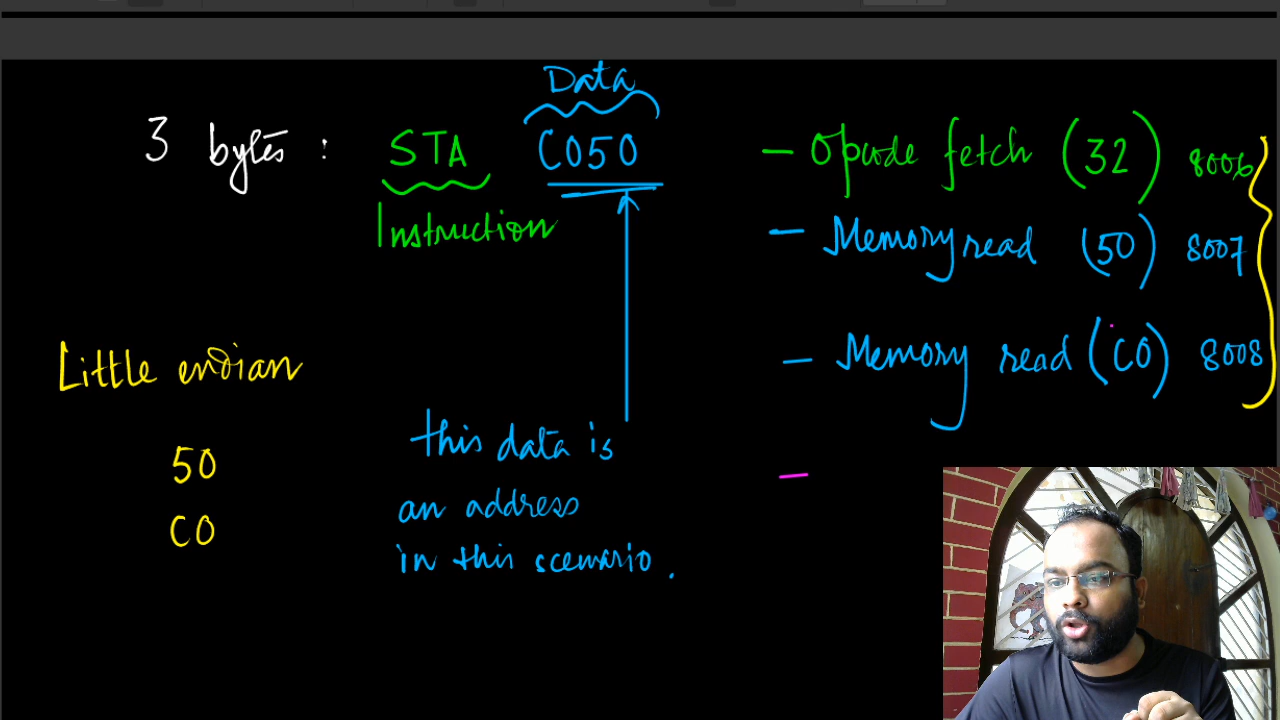 Data
3 bytes : STA C050 - Opcode fetch (32) 8006
Instruction
- Memory read (50) 8007
Little endian
- Memory read (C0) 8008
this data is
50
an address
C0
in this scenario.
-